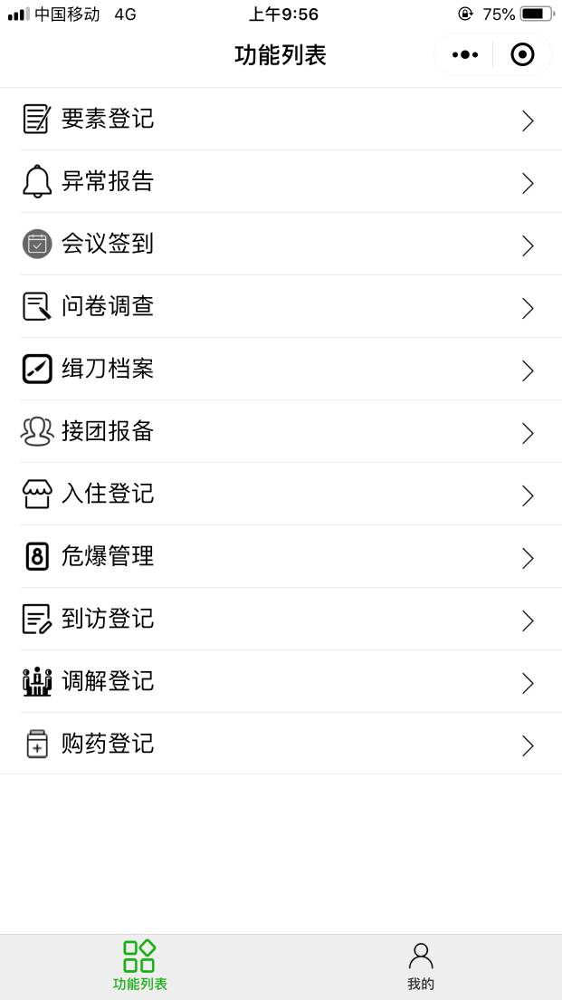 中国移动 4G 上午9:56 75%
功能列表
要素登记
异常报告
会议签到
问卷调查
缉刀档案
接团报备
入住登记
危爆管理
到访登记
调解登记
购药登记
功能列表 我的